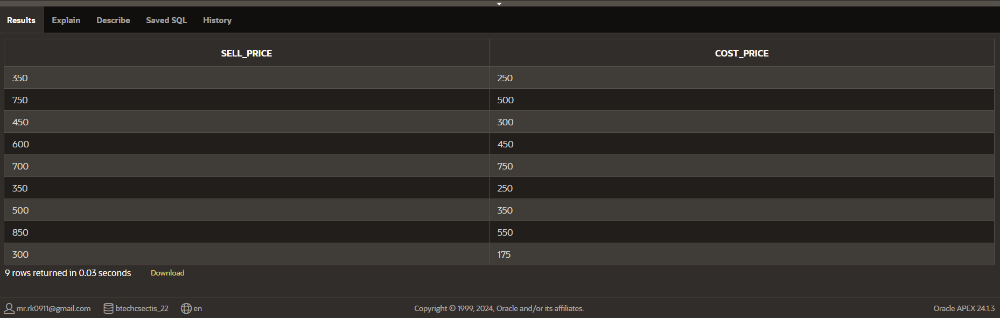 Results Explain Describe Saved SQL History
SELL_PRICE COST_PRICE
350 250
750 500
450 300
600 450
700 750
350 250
500 350
850 550
300 175
9 rows returned in 0.03 seconds Download
mr.rk0911@gmail.com btechcsectis_22 en Copyright © 1999, 2024, Oracle and/or its affiliates. Oracle APEX 24.1.3